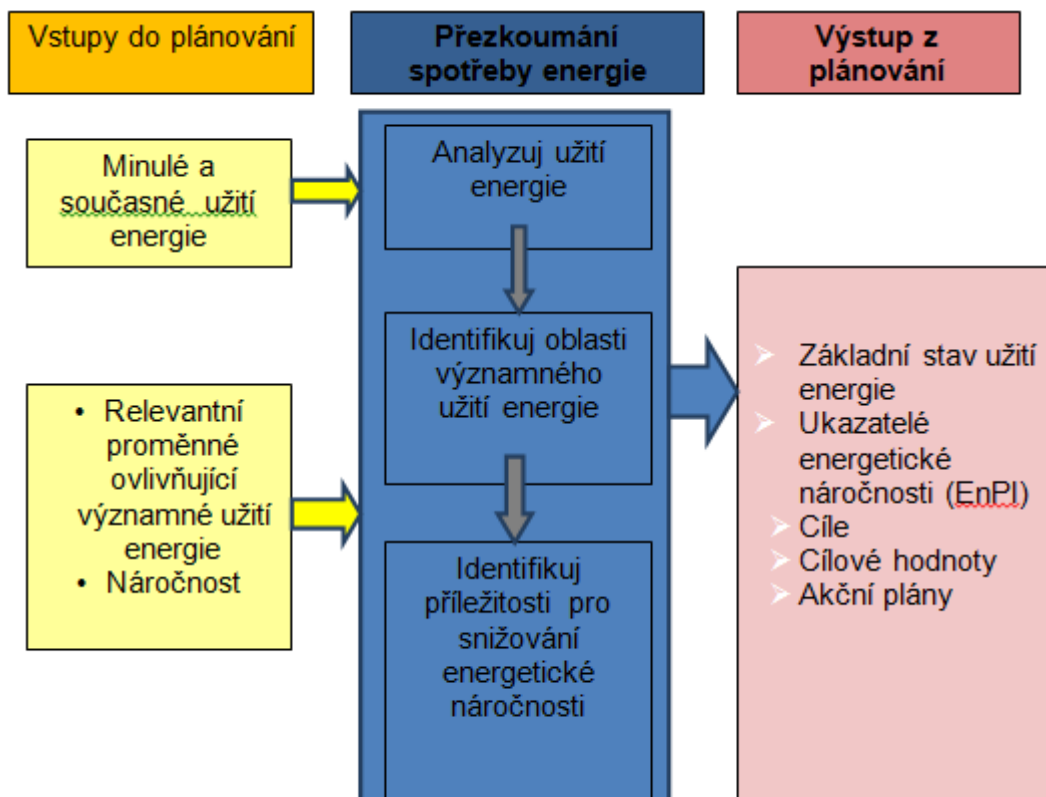 Vstupy do plánování
Přezkoumání
spotřeby energie
Výstup z
plánování
Minulé a
současné užití
energie
• Relevantní
proměnné
ovlivňující
významné užití
energie
• Náročnost
Analyzuj užití
energie
Identifikuj oblasti
významného
užití energie
Identifikuj
příležitosti pro
snižování
energetické
náročnosti
Základní stav užití
energie
Ukazatelé
energetické
náročnosti (EnPI)
Cíle
Cílové hodnoty
Akční plány